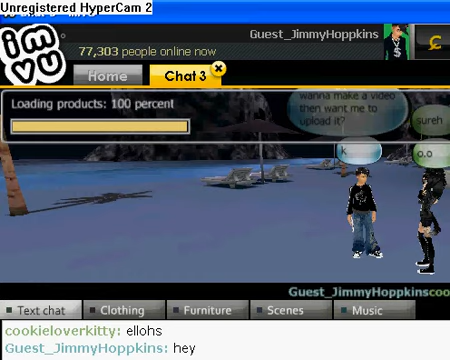 Unregistered HyperCam 2
imvu
77,303 people online now
Guest_JimmyHoppkins
Home
Chat 3
Loading products: 100 percent
wanna make a video
then want me to
upload it?
sureh
k
o.o
Guest_JimmyHoppkinscoo
Text chat
Clothing
Furniture
Scenes
Music
cookieloverkitty: ellohs
Guest_JimmyHoppkins: hey